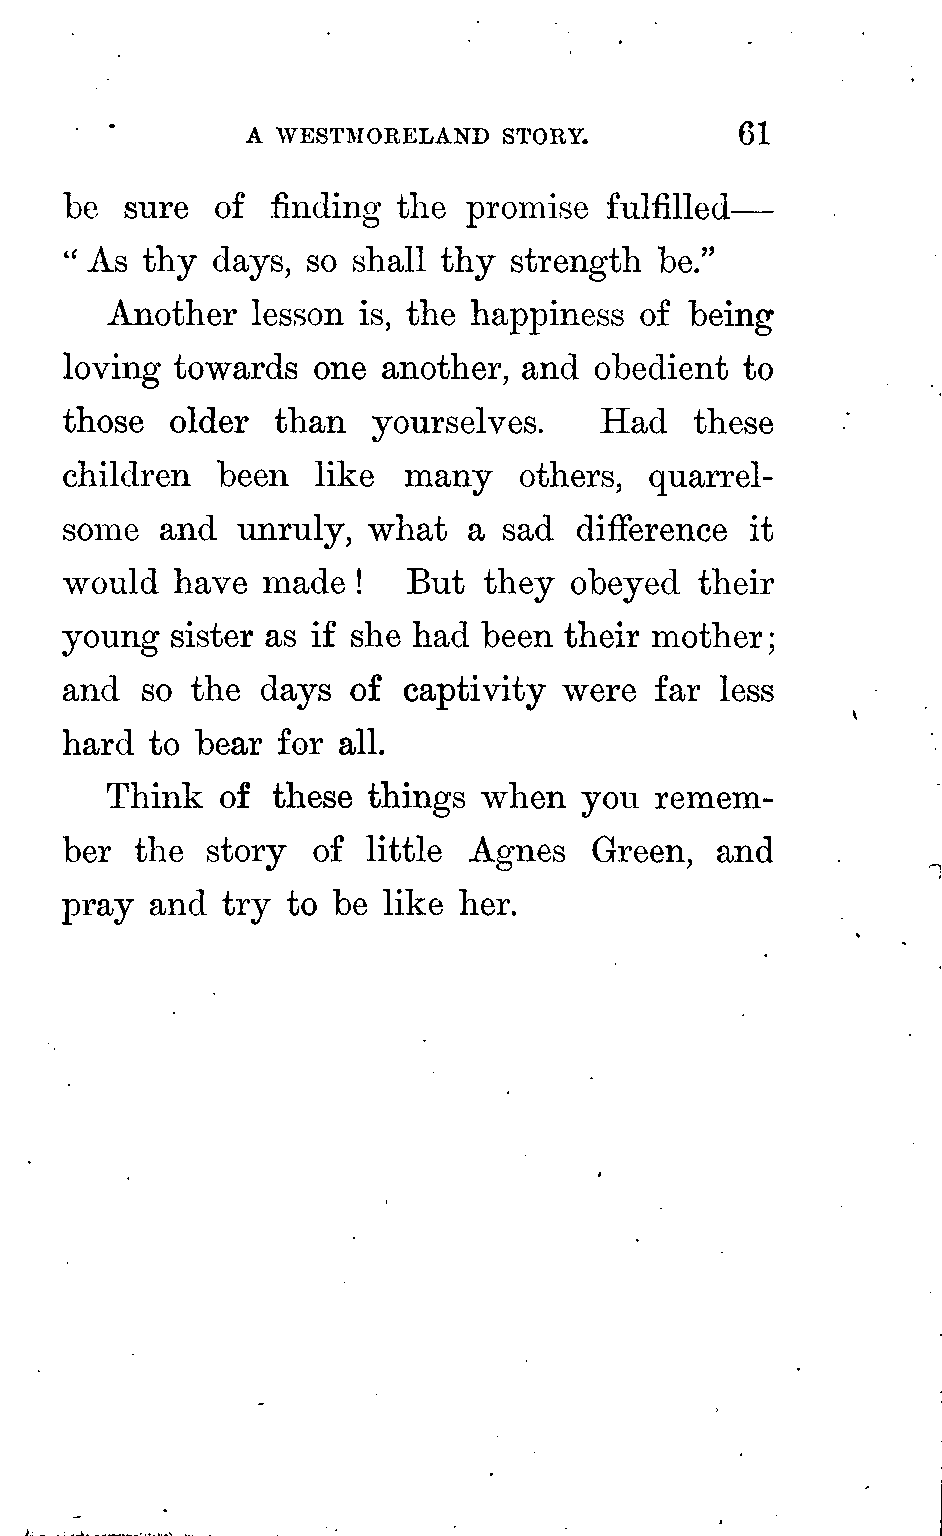 A WESTMORELAND STORY. 61
be sure of finding the promise fulfilled—
“ As thy days, so shall thy strength be.”
Another lesson is, the happiness of being
loving towards one another, and obedient to
those older than yourselves. Had these
children been like many others, quarrel-
some and unruly, what a sad difference it
would have made ! But they obeyed their
young sister as if she had been their mother;
and so the days of captivity were far less
hard to bear for all.
Think of these things when you remem-
ber the story of little Agnes Green, and
pray and try to be like her.